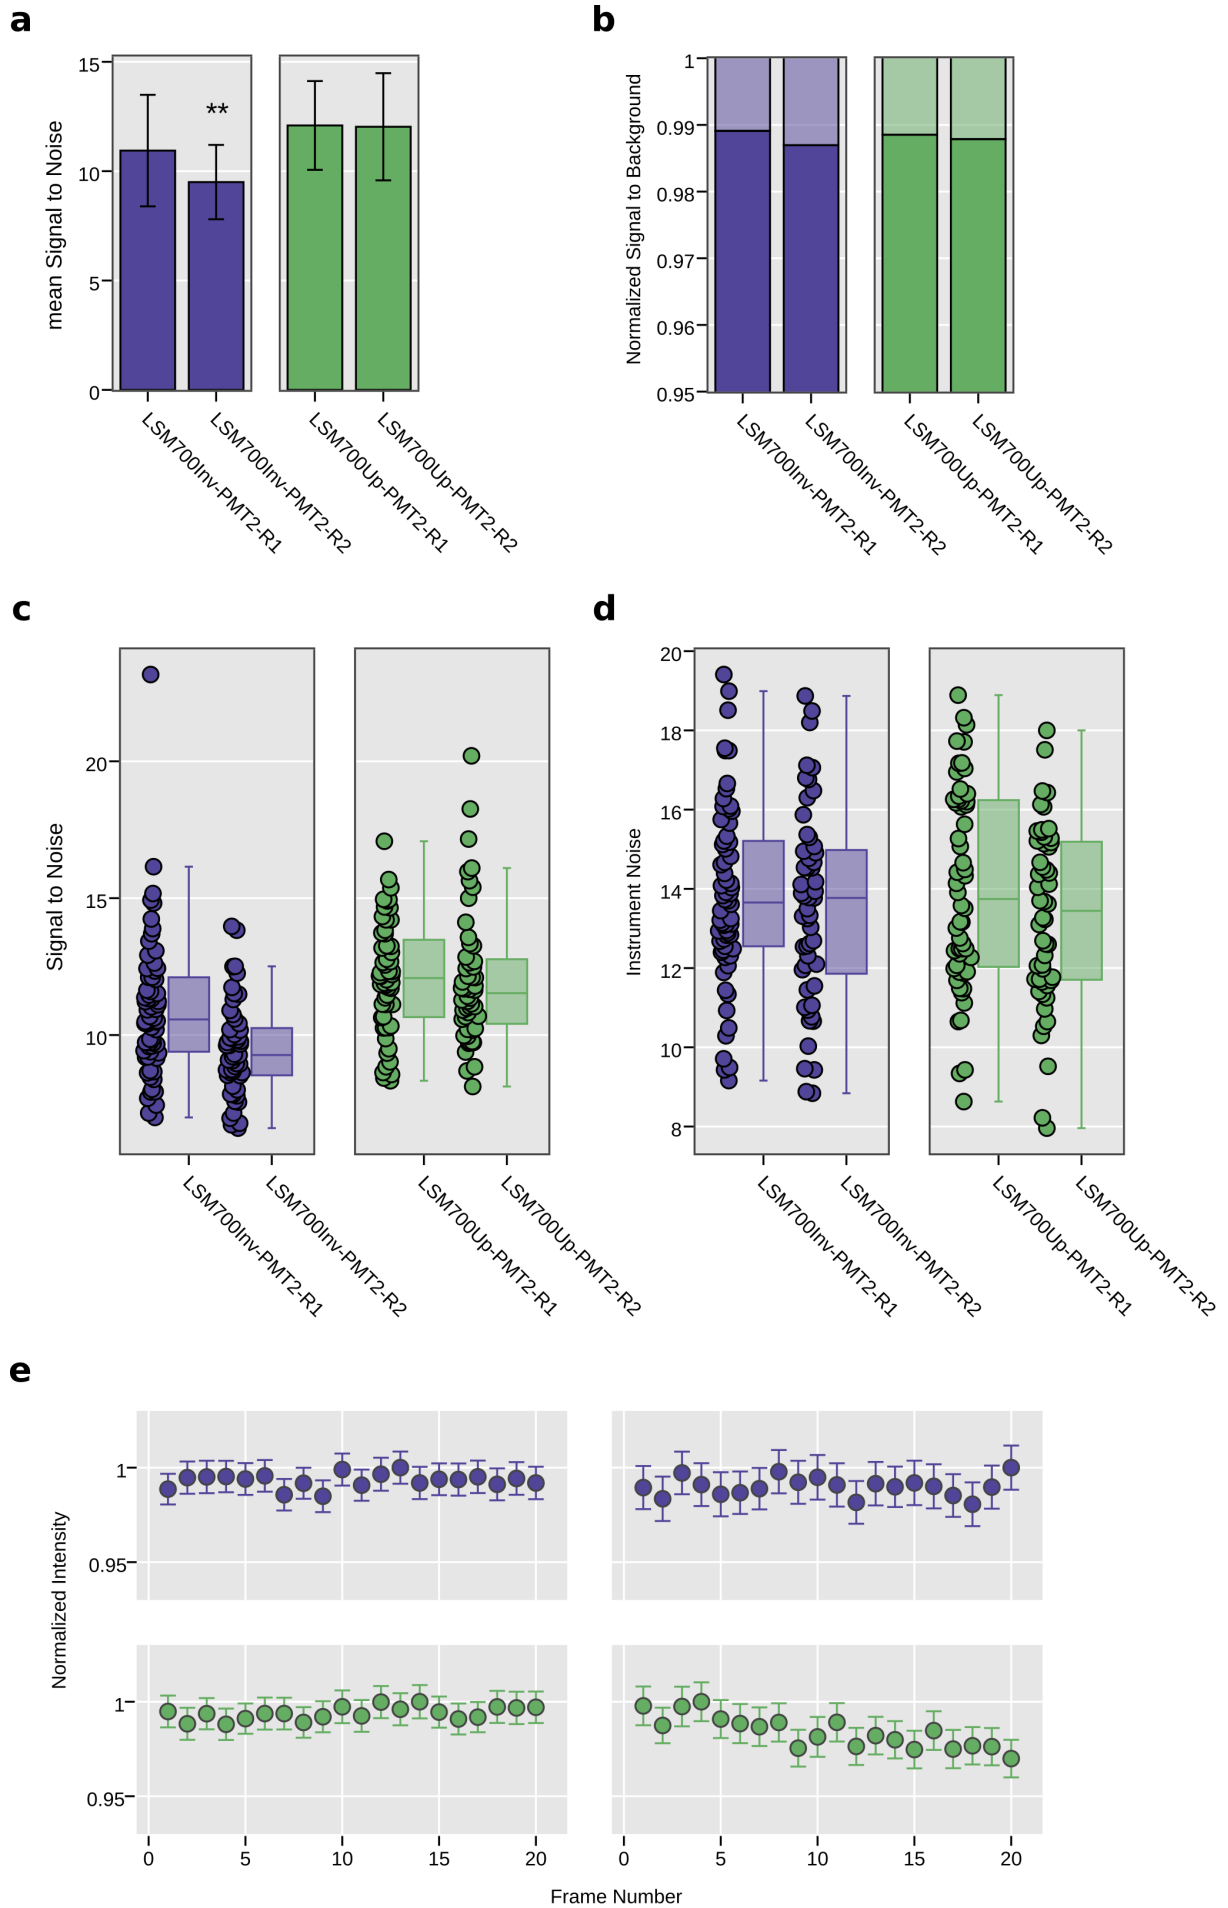 a
mean Signal to Noise
15
10
5
0
**
LSM700Inv-PMT2-R1
LSM700Inv-PMT2-R2
LSM700Up-PMT2-R1
LSM700Up-PMT2-R2
b
Normalized Signal to Background
1
0.99
0.98
0.97
0.96
0.95
LSM700Inv-PMT2-R1
LSM700Inv-PMT2-R2
LSM700Up-PMT2-R1
LSM700Up-PMT2-R2
c
Signal to Noise
20
15
10
LSM700Inv-PMT2-R1
LSM700Inv-PMT2-R2
LSM700Up-PMT2-R1
LSM700Up-PMT2-R2
d
Instrument Noise
20
18
16
14
12
10
8
LSM700Inv-PMT2-R1
LSM700Inv-PMT2-R2
LSM700Up-PMT2-R1
LSM700Up-PMT2-R2
e
Normalized Intensity
1
0.95
1
0.95
0 5 10 15 20
0 5 10 15 20
Frame Number